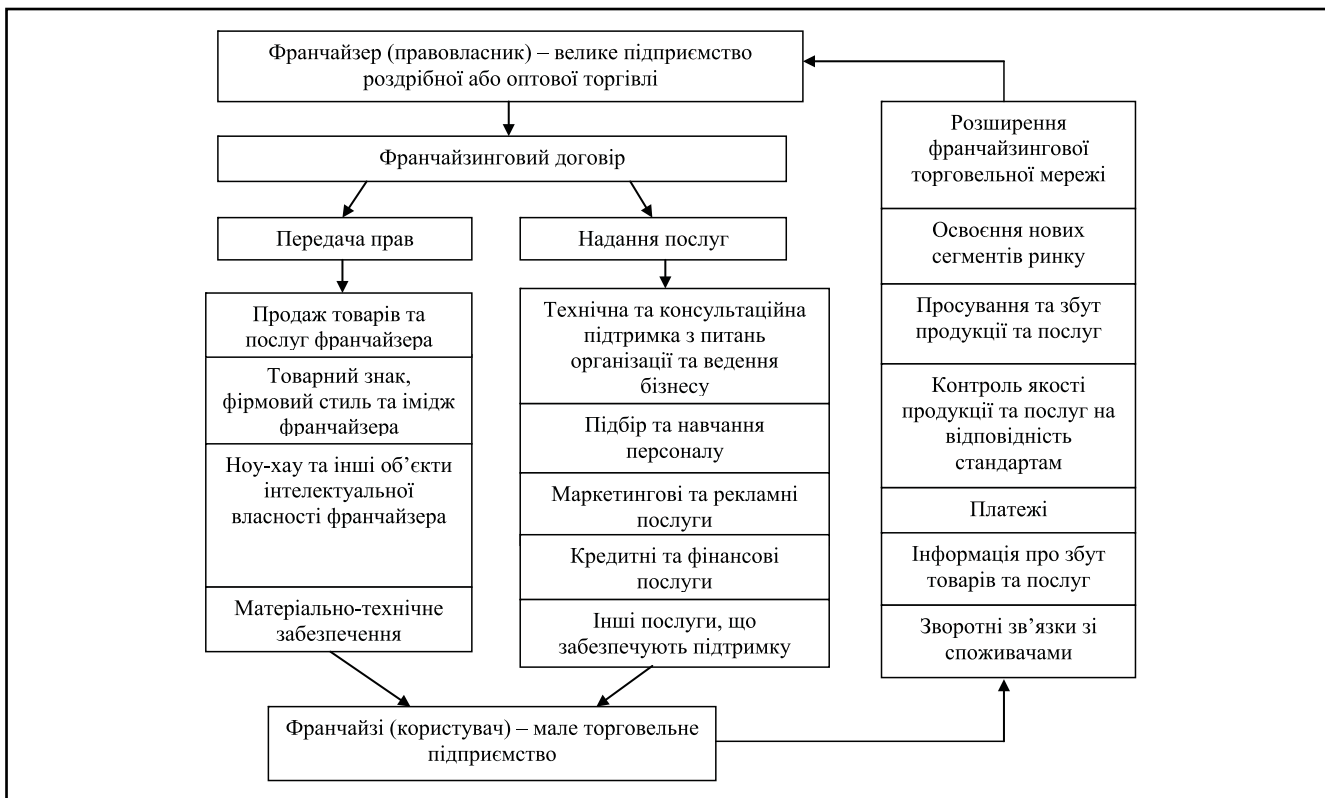 Франчайзер (правовласник) – велике підприємство
роздрібної або оптової торгівлі
Франчайзинговий договір
Передача прав
Надання послуг
Продаж товарів та
послуг франчайзера
Товарний знак,
фірмовий стиль та імідж
франчайзера
Ноу-хау та інші об’єкти
інтелектуальної
власності франчайзера
Матеріально-технічне
забезпечення
Технічна та консультаційна
підтримка з питань
організації та ведення
бізнесу
Підбір та навчання
персоналу
Маркетингові та рекламні
послуги
Кредитні та фінансові
послуги
Інші послуги, що
забезпечують підтримку
Розширення
франчайзингової
торговельної мережі
Освоєння нових
сегментів ринку
Просування та збут
продукції та послуг
Контроль якості
продукції та послуг на
відповідність
стандартам
Платежі
Інформація про збут
товарів та послуг
Зворотні зв’язки зі
споживачами
Франчайзі (користувач) – мале торговельне
підприємство